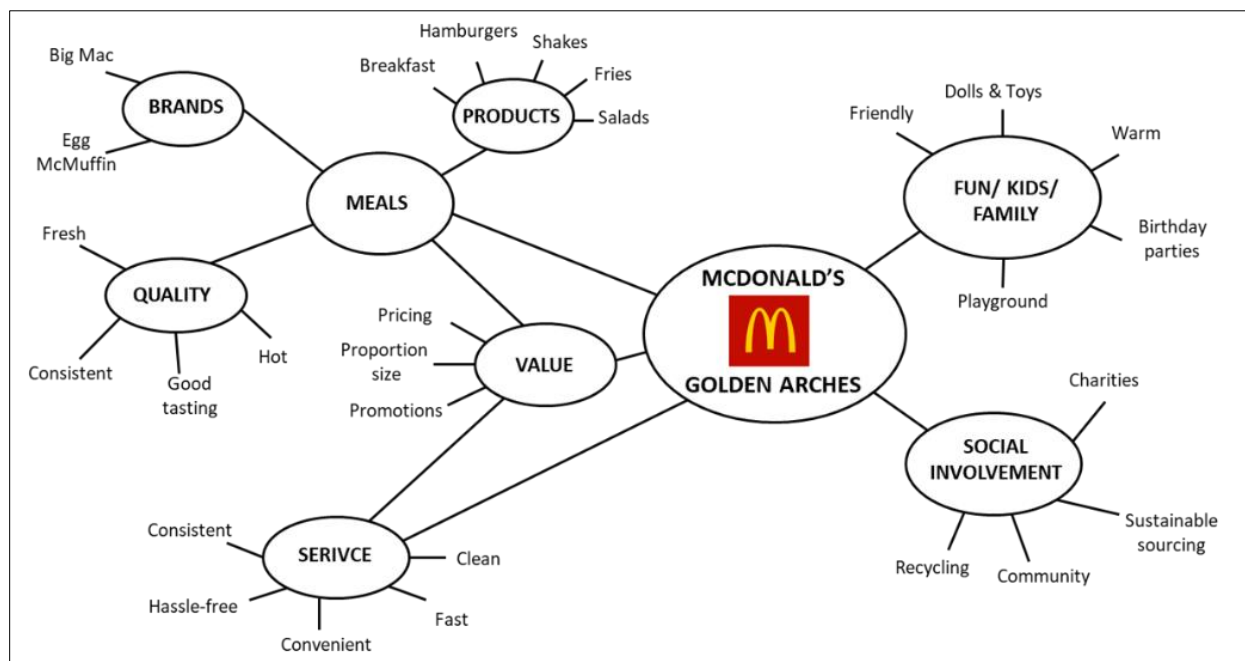 Big Mac
BRANDS
Egg
McMuffin
Hamburgers
Shakes
Breakfast
Fries
PRODUCTS
Salads
MEALS
Fresh
QUALITY
Consistent
Good
tasting
Hot
Pricing
Proportion
size
Promotions
VALUE
MCDONALD’S
GOLDEN ARCHES
Dolls & Toys
Friendly
Warm
FUN/ KIDS/
FAMILY
Birthday
parties
Playground
Charities
SOCIAL
INVOLVEMENT
Sustainable
sourcing
Recycling
Community
Consistent
SERIVCE
Clean
Hassle-free
Fast
Convenient